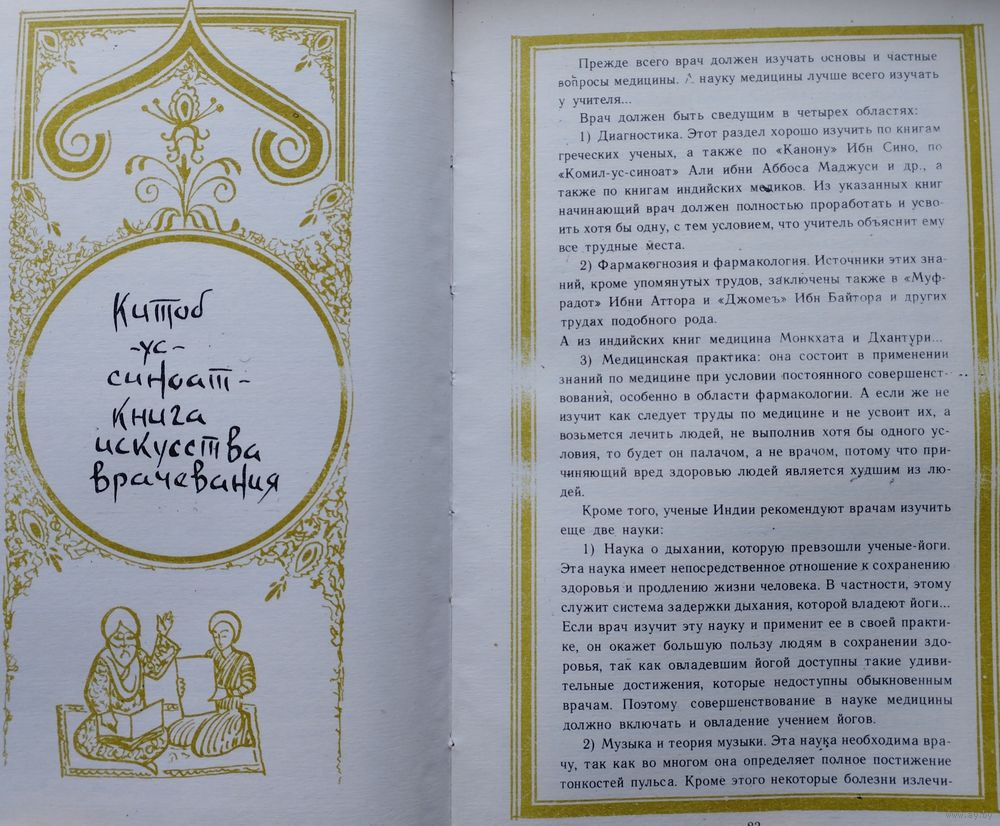 Китоб
-ус-
синоат-
книга
искусства
врачевания
Прежде всего врач должен изучать основы и частные
вопросы медицины. А науку медицины лучше всего изучать
у учителя...
Врач должен быть сведущим в четырех областях:
1) Диагностика. Этот раздел хорошо изучить по книгам
греческих ученых, а также по «Канону» Ибн Сино, по
«Комил-ус-синоат» Али ибни Аббоса Маджуси и др., а
также по книгам индийских медиков. Из указанных книг
начинающий врач должен полностью проработать и усво-
ить хотя бы одну, с тем условием, что учитель объяснит ему
все трудные места.
2) Фармакогнозия и фармакология. Источники этих зна-
ний, кроме упомянутых трудов, заключены также в «Муф-
радот» Ибни Аттора и «Джомеъ» Ибн Байтора и других
трудах подобного рода.
А из индийских книг медицина Монкхата и Дхантури...
3) Медицинская практика: она состоит в применении
знаний по медицине при условии постоянного совершенст-
вования, особенно в области фармакологии. А если же не
изучит как следует труды по медицине и не усвоит их, а
возьмется лечить людей, не выполнив хотя бы одного ус-
ловия, то будет он палачом, а не врачом, потому что при-
чиняющий вред здоровью людей является худшим из лю-
дей.
Кроме того, ученые Индии рекомендуют врачам изучить
еще две науки:
1) Наука о дыхании, которую превзошли ученые-йоги.
Эта наука имеет непосредственное отношение к сохранению
здоровья и продлению жизни человека. В частности, этому
служит система задержки дыхания, которой владеют йоги...
Если врач изучит эту науку и применит ее в своей практи-
ке, он окажет большую пользу людям в сохранении здо-
ровья, так как овладевшим йогой доступны такие удиви-
тельные достижения, которые недоступны обыкновенным
врачам. Поэтому совершенствование в науке медицины
должно включать и овладение учением йогов.
2) Музыка и теория музыки. Эта наука необходима вра-
чу, так как во многом она определяет полное постижение
тонкостей пульса. Кроме этого некоторые болезни излечи-
www.ay.by